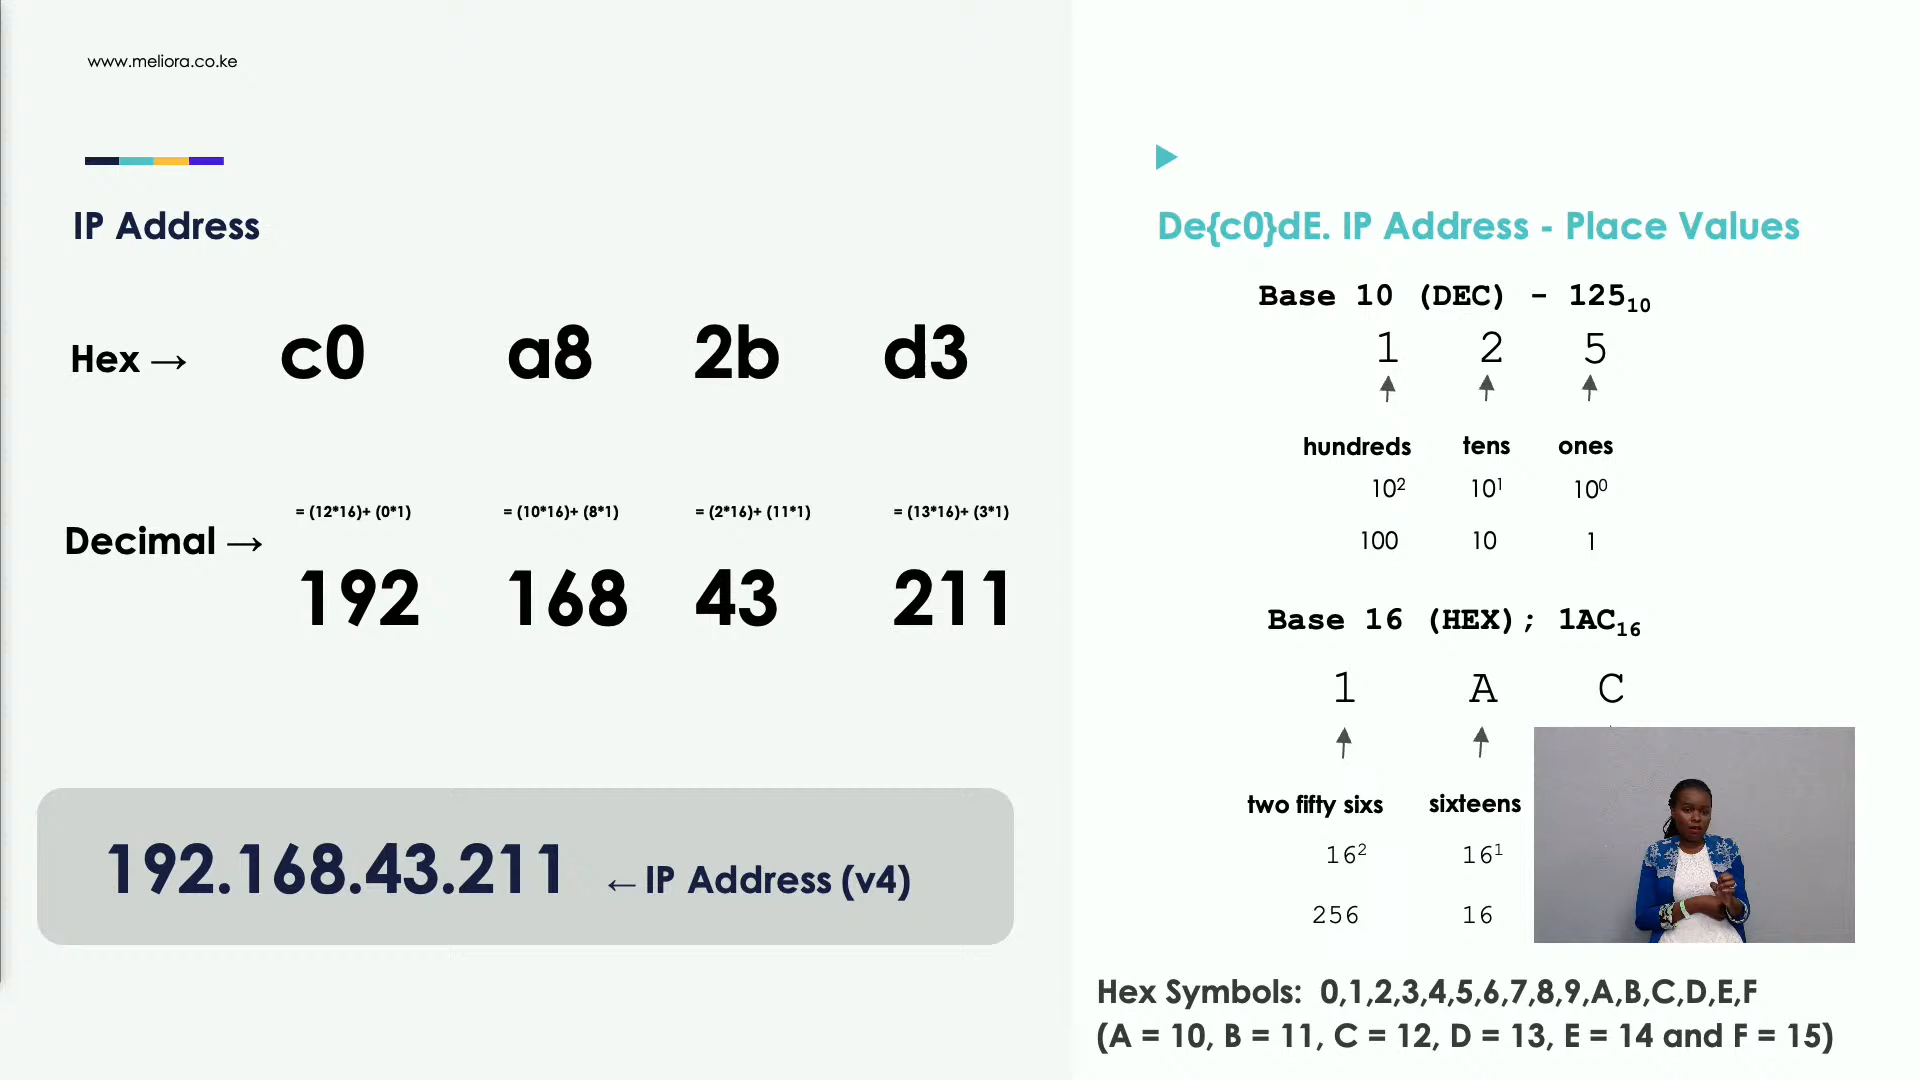 www.meliora.co.ke
IP Address
Hex → c0 a8 2b d3
= (12*16)+ (0*1) = (10*16)+ (8*1) = (2*16)+ (11*1) = (13*16)+ (3*1)
Decimal →
192 168 43 211
192.168.43.211 ← IP Address (v4)
De{c0}dE. IP Address - Place Values
Base 10 (DEC) - 125₁₀
1 2 5
hundreds tens ones
10² 10¹ 10⁰
100 10 1
Base 16 (HEX); 1AC₁₆
1 A C
two fifty sixs sixteens
16² 16¹
256 16
Hex Symbols: 0,1,2,3,4,5,6,7,8,9,A,B,C,D,E,F
(A = 10, B = 11, C = 12, D = 13, E = 14 and F = 15)